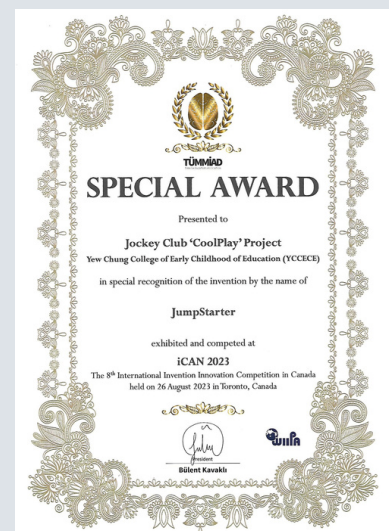 TÜMMİAD
SPECIAL AWARD
Presented to
Jockey Club ‘CoolPlay’ Project
Yew Chung College of Early Childhood of Education (YCCECE)
in special recognition of the invention by the name of
JumpStarter
exhibited and competed at
iCAN 2023
The 8th International Invention Innovation Competition in Canada
held on 26 August 2023 in Toronto, Canada
President
Bülent Kavaklı
WIIPA